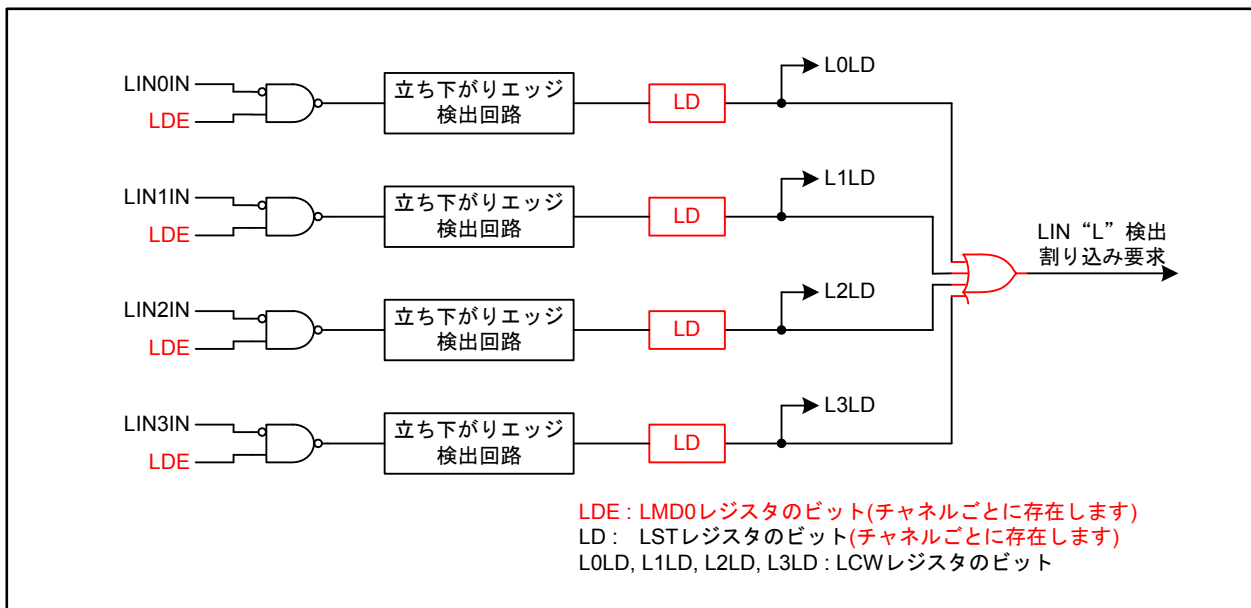 LIN0IN
LDE
立ち下がりエッジ
検出回路
LD
L0LD
LIN1IN
LDE
立ち下がりエッジ
検出回路
LD
L1LD
LIN “L” 検出
割り込み要求
LIN2IN
LDE
立ち下がりエッジ
検出回路
LD
L2LD
LIN3IN
LDE
立ち下がりエッジ
検出回路
LD
L3LD
LDE : LMD0レジスタのビット(チャネルごとに存在します)
LD : LSTレジスタのビット(チャネルごとに存在します)
L0LD, L1LD, L2LD, L3LD : LCWレジスタのビット